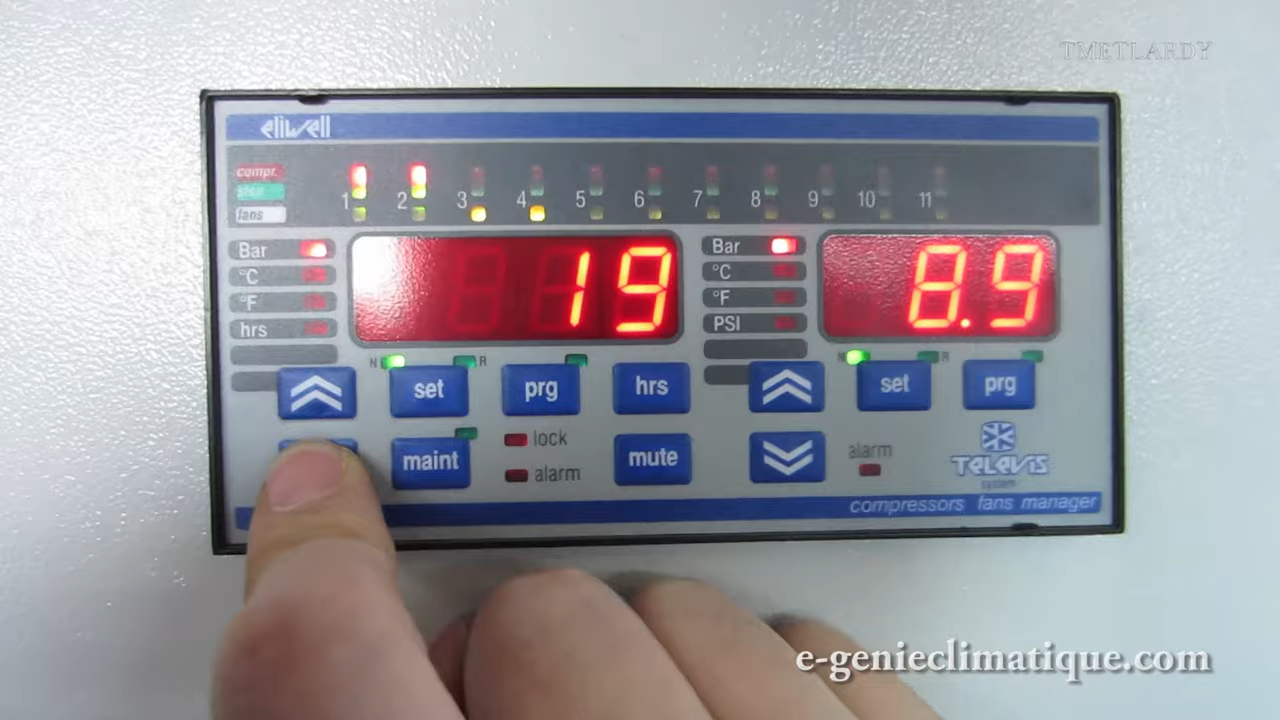 TMETLARDY
eliwell
compr.
step
fans
1 2 3 4 5 6 7 8 9 10 11
Bar
°C
°F
hrs
19
Bar
°C
°F
PSI
8.9
N R
set prg hrs
maint
lock
alarm
mute
N R
set prg
alarm
TELEVIS
system
compressors fans manager
e-genieclimatique.com